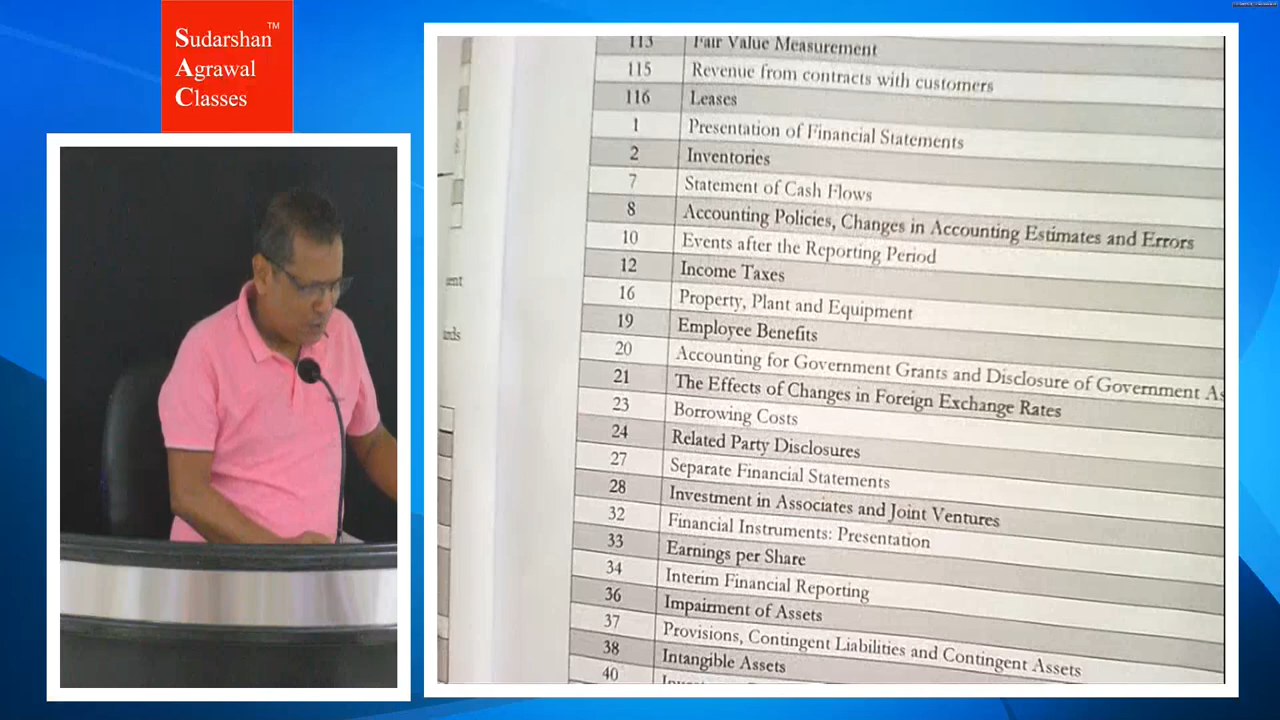 Sudarshan™
Agrawal
Classes
113 Fair Value Measurement
115 Revenue from contracts with customers
116 Leases
1 Presentation of Financial Statements
2 Inventories
7 Statement of Cash Flows
8 Accounting Policies, Changes in Accounting Estimates and Errors
10 Events after the Reporting Period
12 Income Taxes
16 Property, Plant and Equipment
19 Employee Benefits
20 Accounting for Government Grants and Disclosure of Government As
21 The Effects of Changes in Foreign Exchange Rates
23 Borrowing Costs
24 Related Party Disclosures
27 Separate Financial Statements
28 Investment in Associates and Joint Ventures
32 Financial Instruments: Presentation
33 Earnings per Share
34 Interim Financial Reporting
36 Impairment of Assets
37 Provisions, Contingent Liabilities and Contingent Assets
38 Intangible Assets
40